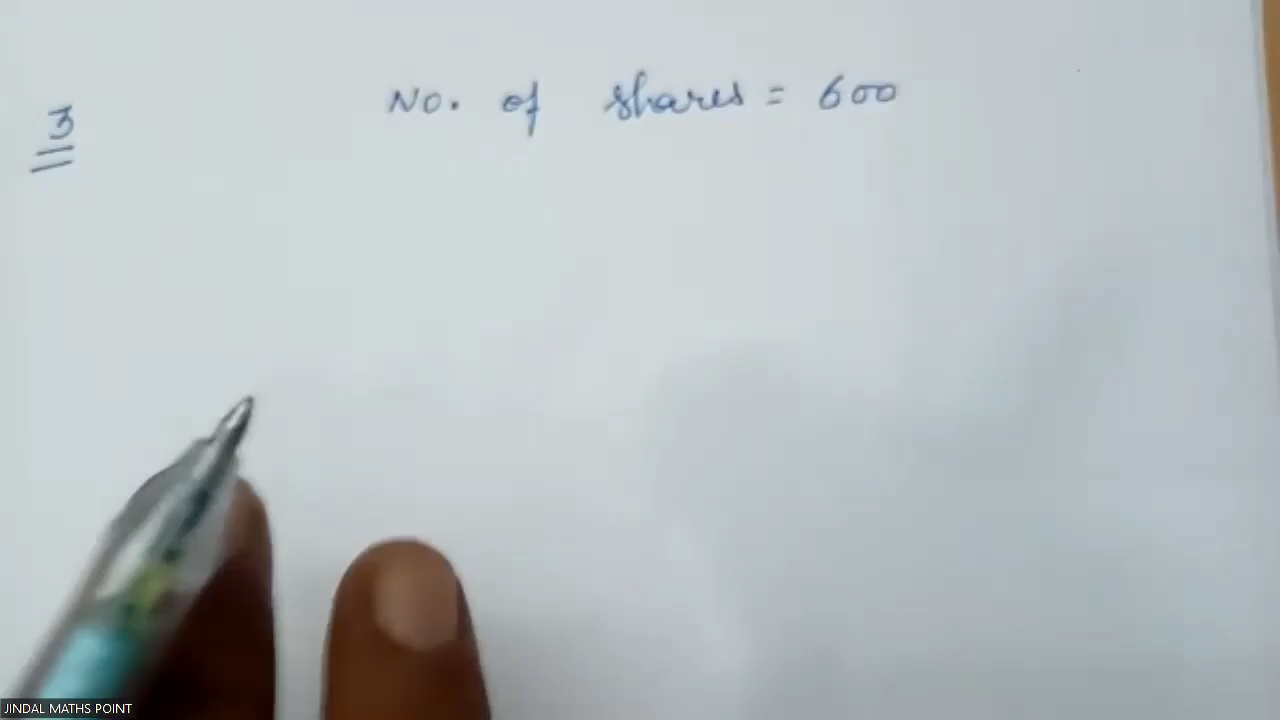 No. of shares = 600
3
JINDAL MATHS POINT